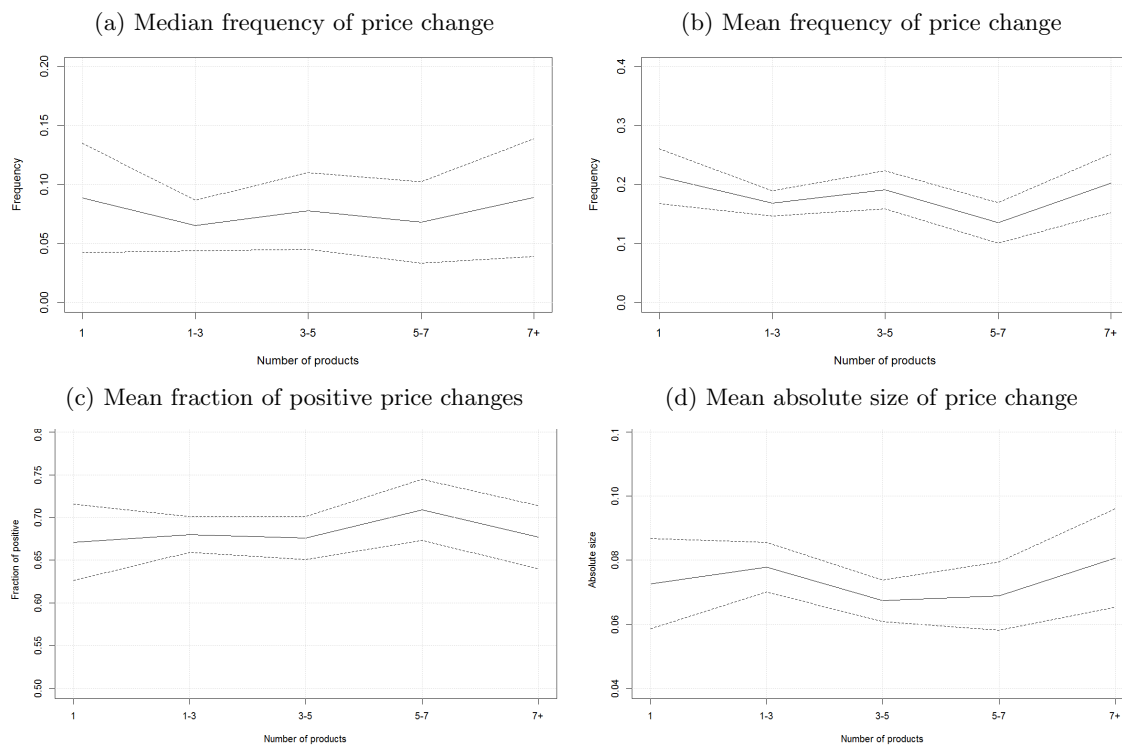 (a) Median frequency of price change
0.20
0.15
0.10
0.05
0.00
Frequency
1 1-3 3-5 5-7 7+
Number of products
(b) Mean frequency of price change
0.4
0.3
0.2
0.1
0.0
Frequency
1 1-3 3-5 5-7 7+
Number of products
(c) Mean fraction of positive price changes
0.8
0.75
0.70
0.65
0.60
0.55
0.50
Fraction of positive
1 1-3 3-5 5-7 7+
Number of products
(d) Mean absolute size of price change
0.1
0.10
0.08
0.06
0.04
Absolute size
1 1-3 3-5 5-7 7+
Number of products